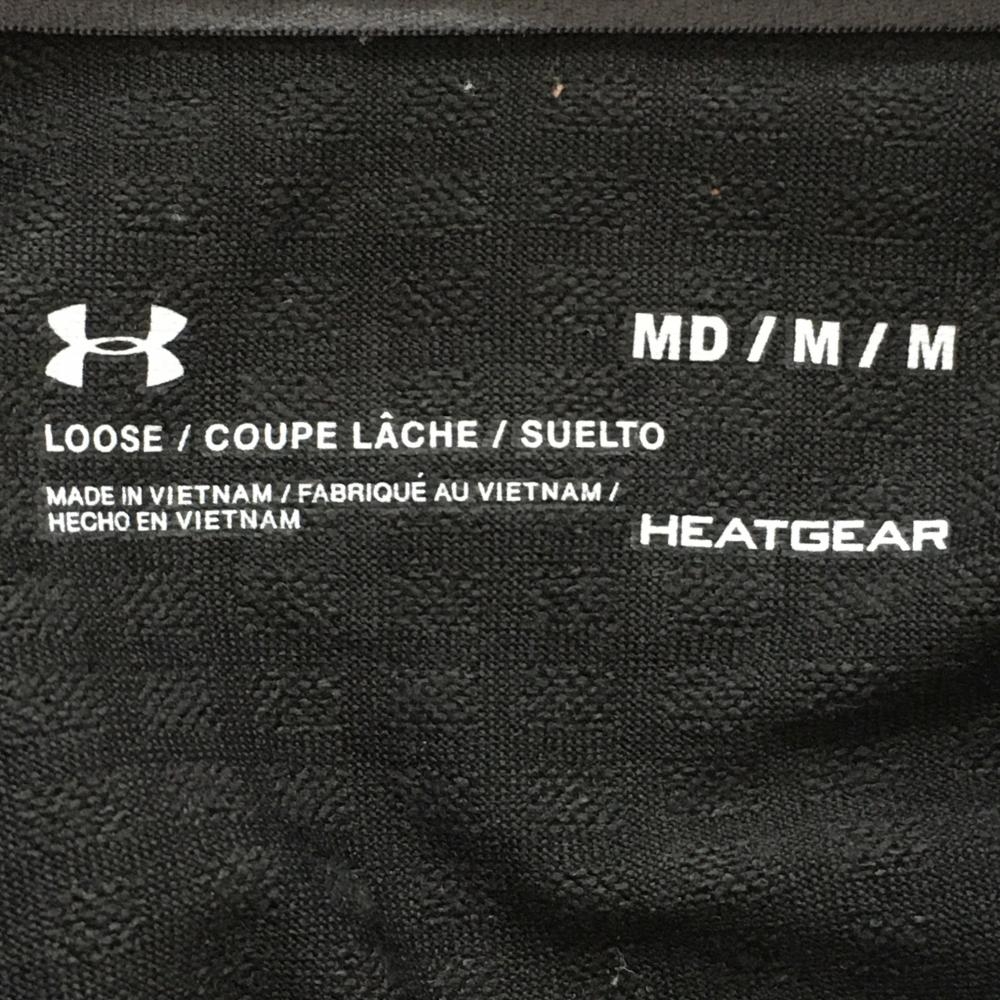 MD / M / M
LOOSE / COUPE LÂCHE / SUELTO
MADE IN VIETNAM / FABRIQUÉ AU VIETNAM /
HECHO EN VIETNAM
HEATGEAR